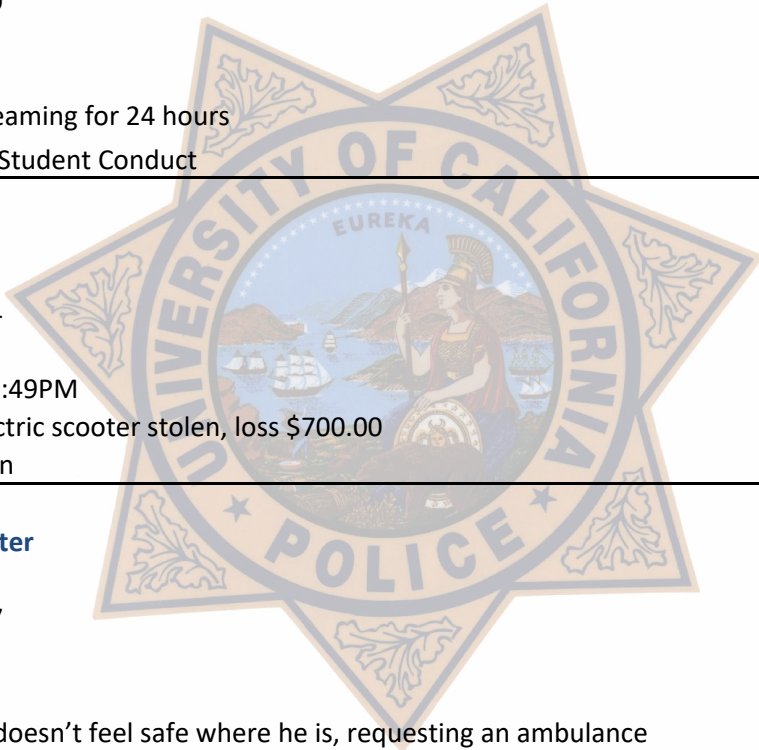 eaming for 24 hours
Student Conduct
UNIVERSITY OF CALIFORNIA
EUREKA
:49PM
ctric scooter stolen, loss $700.00
n
ter
POLICE
doesn’t feel safe where he is, requesting an ambulance